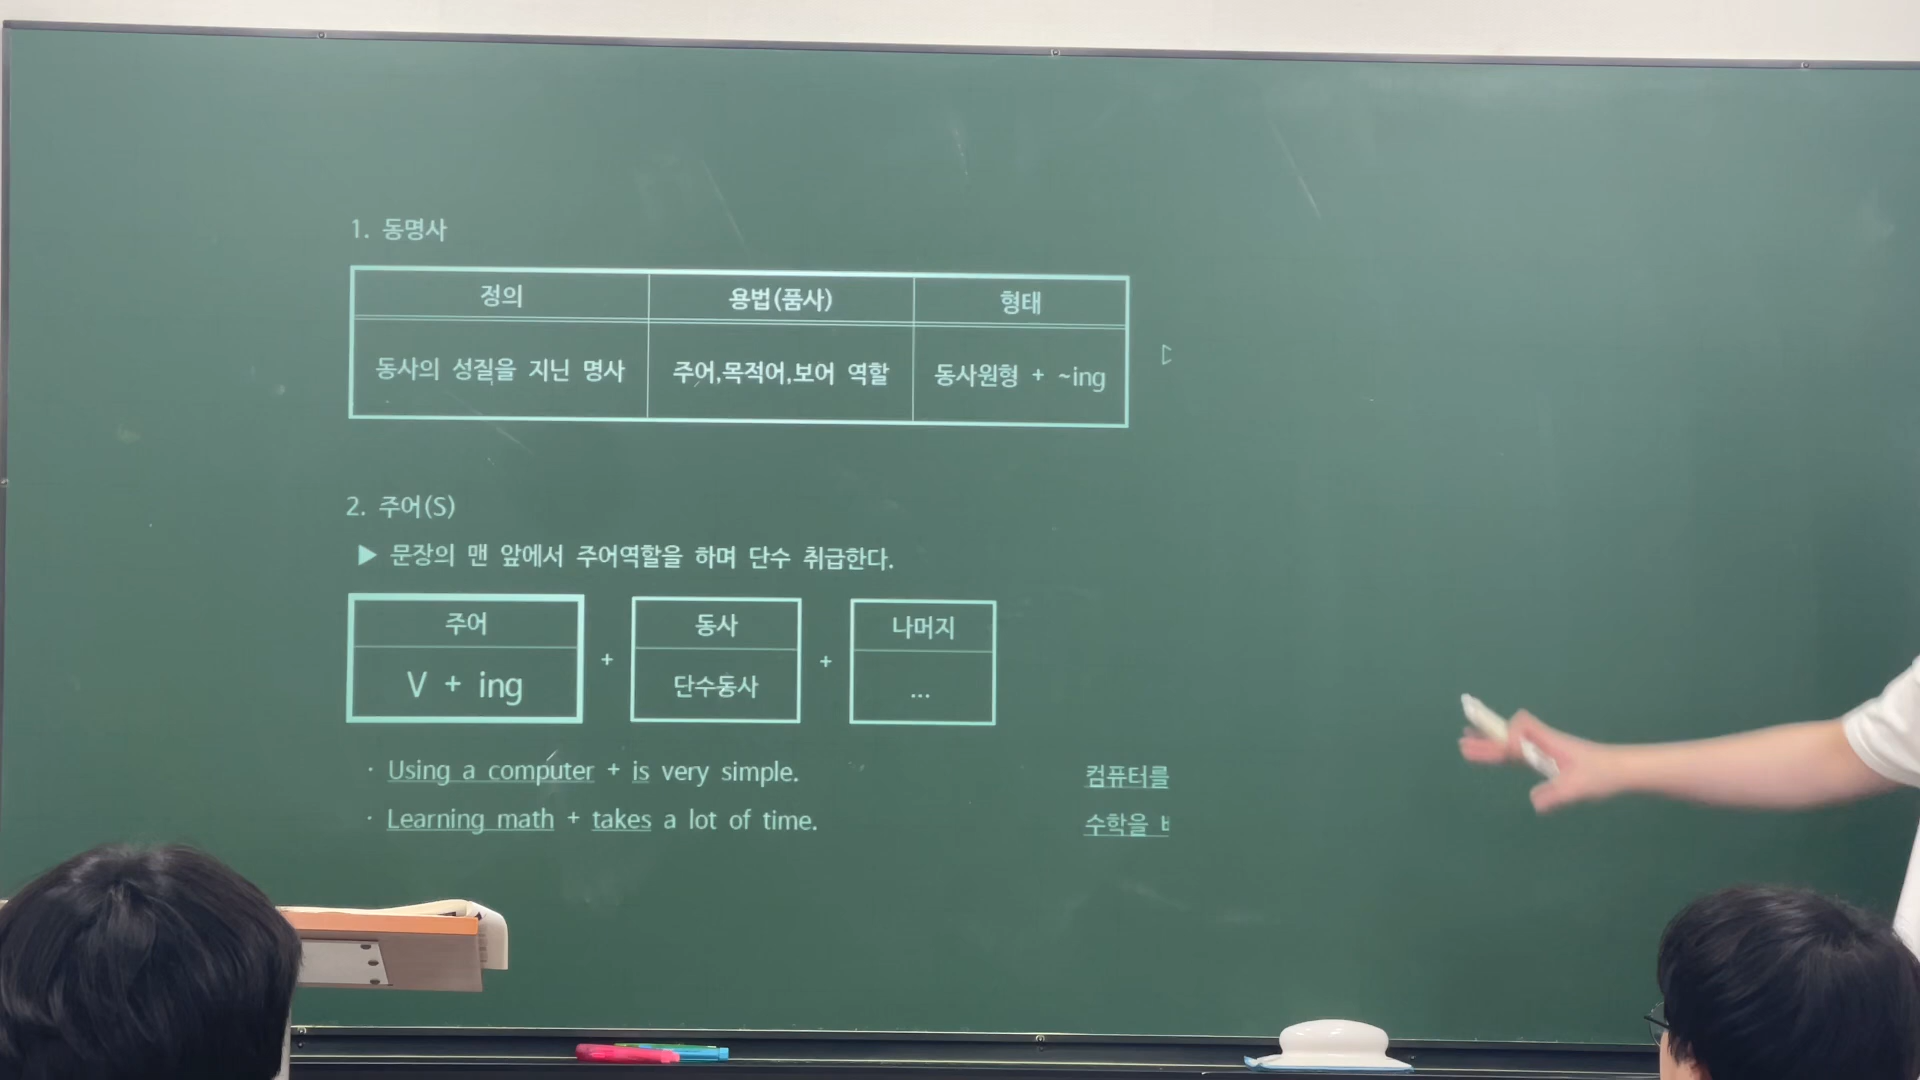 1. 동명사
정의 용법(품사) 형태
동사의 성질을 지닌 명사 주어,목적어,보어 역할 동사원형 + ~ing
2. 주어(S)
▶ 문장의 맨 앞에서 주어역할을 하며 단수 취급한다.
주어 동사 나머지
V + ing + 단수동사 + ...
· Using a computer + is very simple. 컴퓨터를
· Learning math + takes a lot of time. 수학을